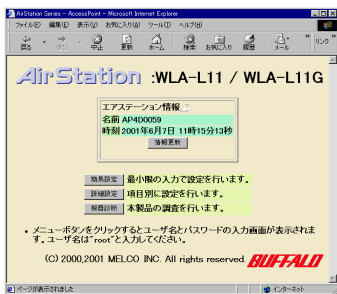 AirStation Series - AccessPoint - Microsoft Internet Explorer
ファイル(F) 編集(E) 表示(V) お気に入り(A) ツール(T) ヘルプ(H)
戻る 進む 中止 更新 ホーム 検索 お気に入り 履歴 メール リンク
AirStation :WLA-L11 / WLA-L11G
エアステーション情報
名前 AP4D0059
時刻 2001年6月7日 11時15分13秒
情報更新
簡易設定 最小限の入力で設定を行います。
詳細設定 項目別に設定を行います。
機器診断 本製品の調査を行います。
• メニューボタンをクリックするとユーザ名とパスワードの入力画面が表示されま
す。ユーザ名は"root"と入力してください。
(C) 2000,2001 MELCO INC. All rights reserved. BUFFALO
ページが表示されました インターネット